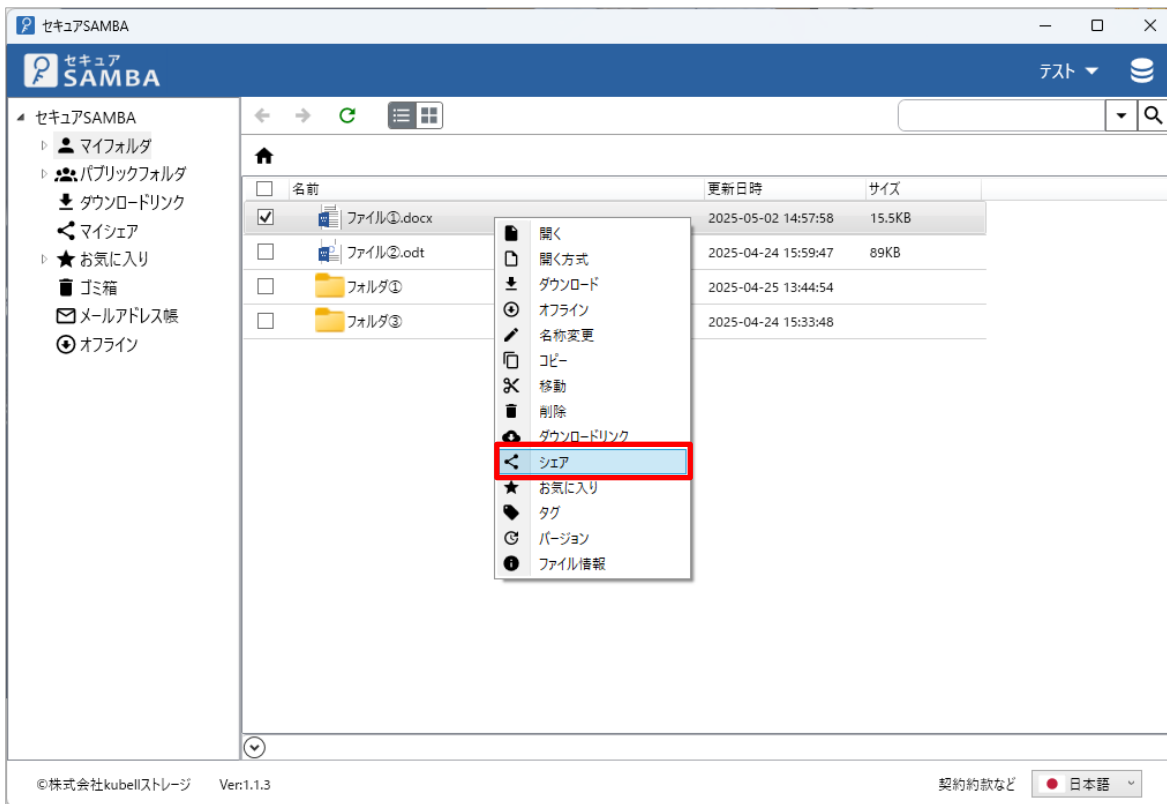 セキュアSAMBA
セキュア
SAMBA
テスト
セキュアSAMBA
マイフォルダ
パブリックフォルダ
ダウンロードリンク
マイシェア
お気に入り
ゴミ箱
メールアドレス帳
オフライン
名前 更新日時 サイズ
ファイル①.docx 2025-05-02 14:57:58 15.5KB
ファイル②.odt 2025-04-24 15:59:47 89KB
フォルダ① 2025-04-25 13:44:54
フォルダ③ 2025-04-24 15:33:48
開く
開く方式
ダウンロード
オフライン
名称変更
コピー
移動
削除
ダウンロードリンク
シェア
お気に入り
タグ
バージョン
ファイル情報
©株式会社kubellストレージ Ver:1.1.3 契約約款など 日本語